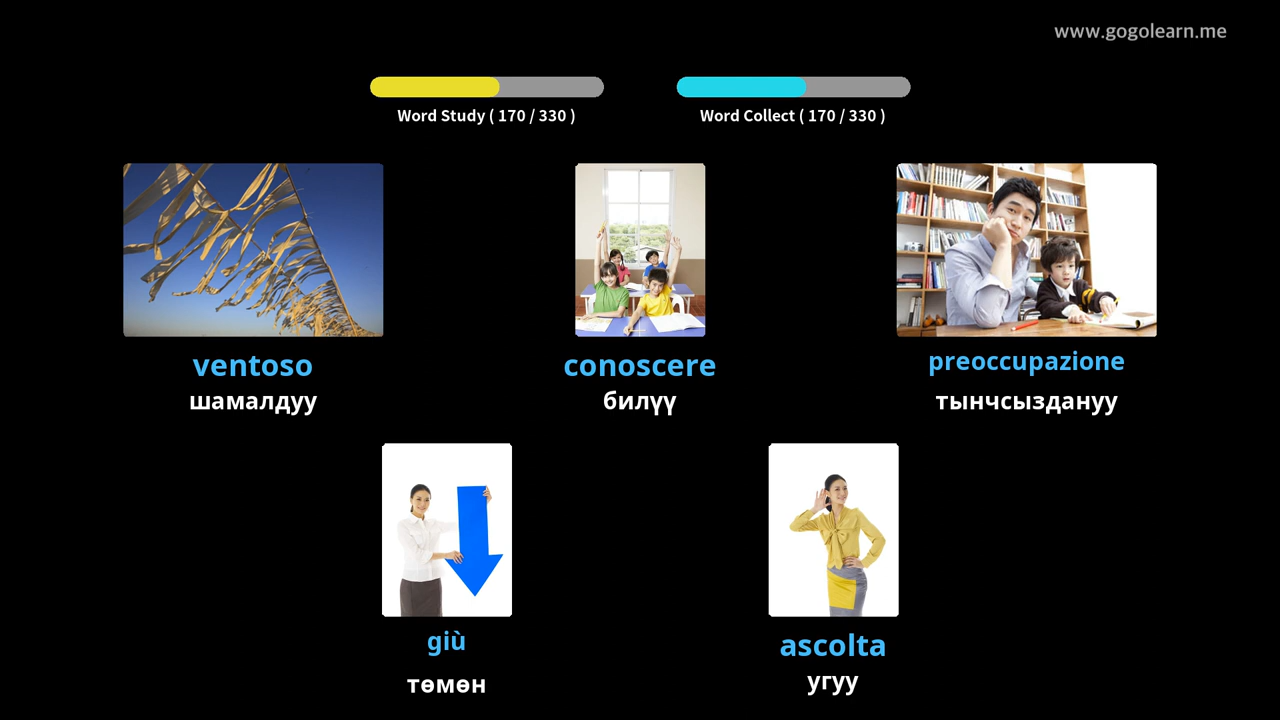 www.gogolearn.me
Word Study ( 170 / 330 )
Word Collect ( 170 / 330 )
ventoso
шамалдуу
conoscere
билүү
preoccupazione
тынчсыздануу
giù
төмөн
ascolta
угуу